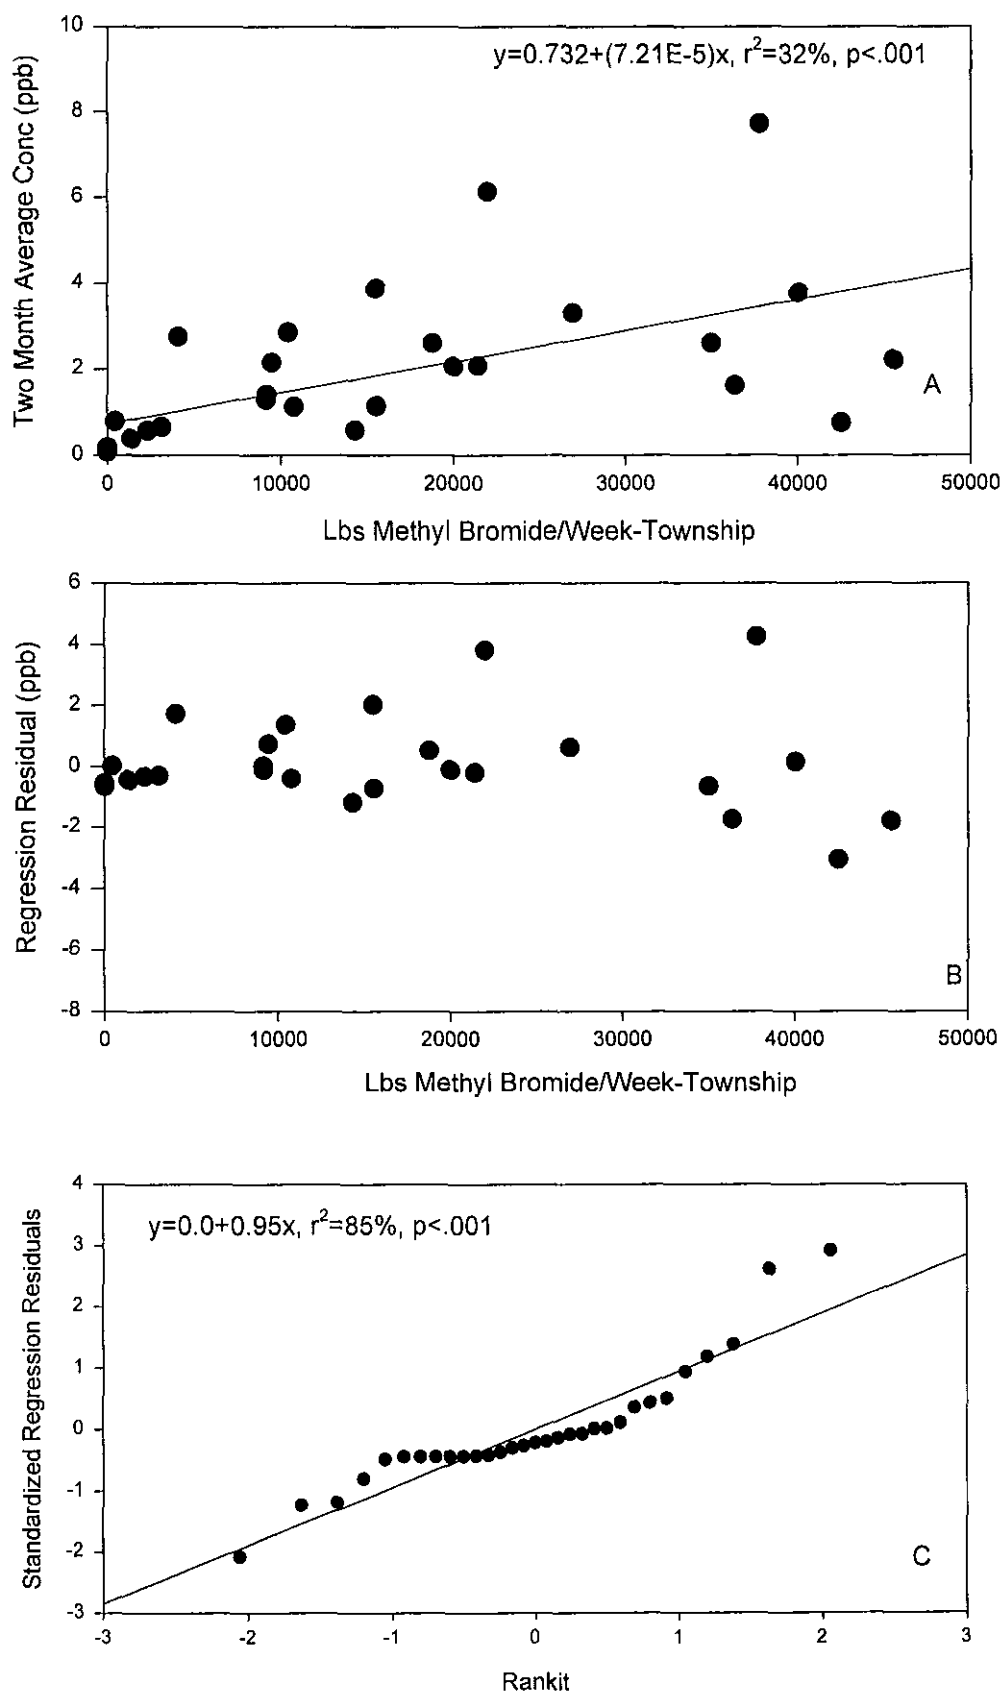 10
8
6
4
2
0
Two Month Average Conc (ppb)
y=0.732+(7.21E-5)x, r²=32%, p<.001
A
0 10000 20000 30000 40000 50000
Lbs Methyl Bromide/Week-Township
6
4
2
0
-2
-4
-6
-8
Regression Residual (ppb)
B
0 10000 20000 30000 40000 50000
Lbs Methyl Bromide/Week-Township
4
3
2
1
0
-1
-2
-3
Standardized Regression Residuals
y=0.0+0.95x, r²=85%, p<.001
C
-3 -2 -1 0 1 2 3
Rankit